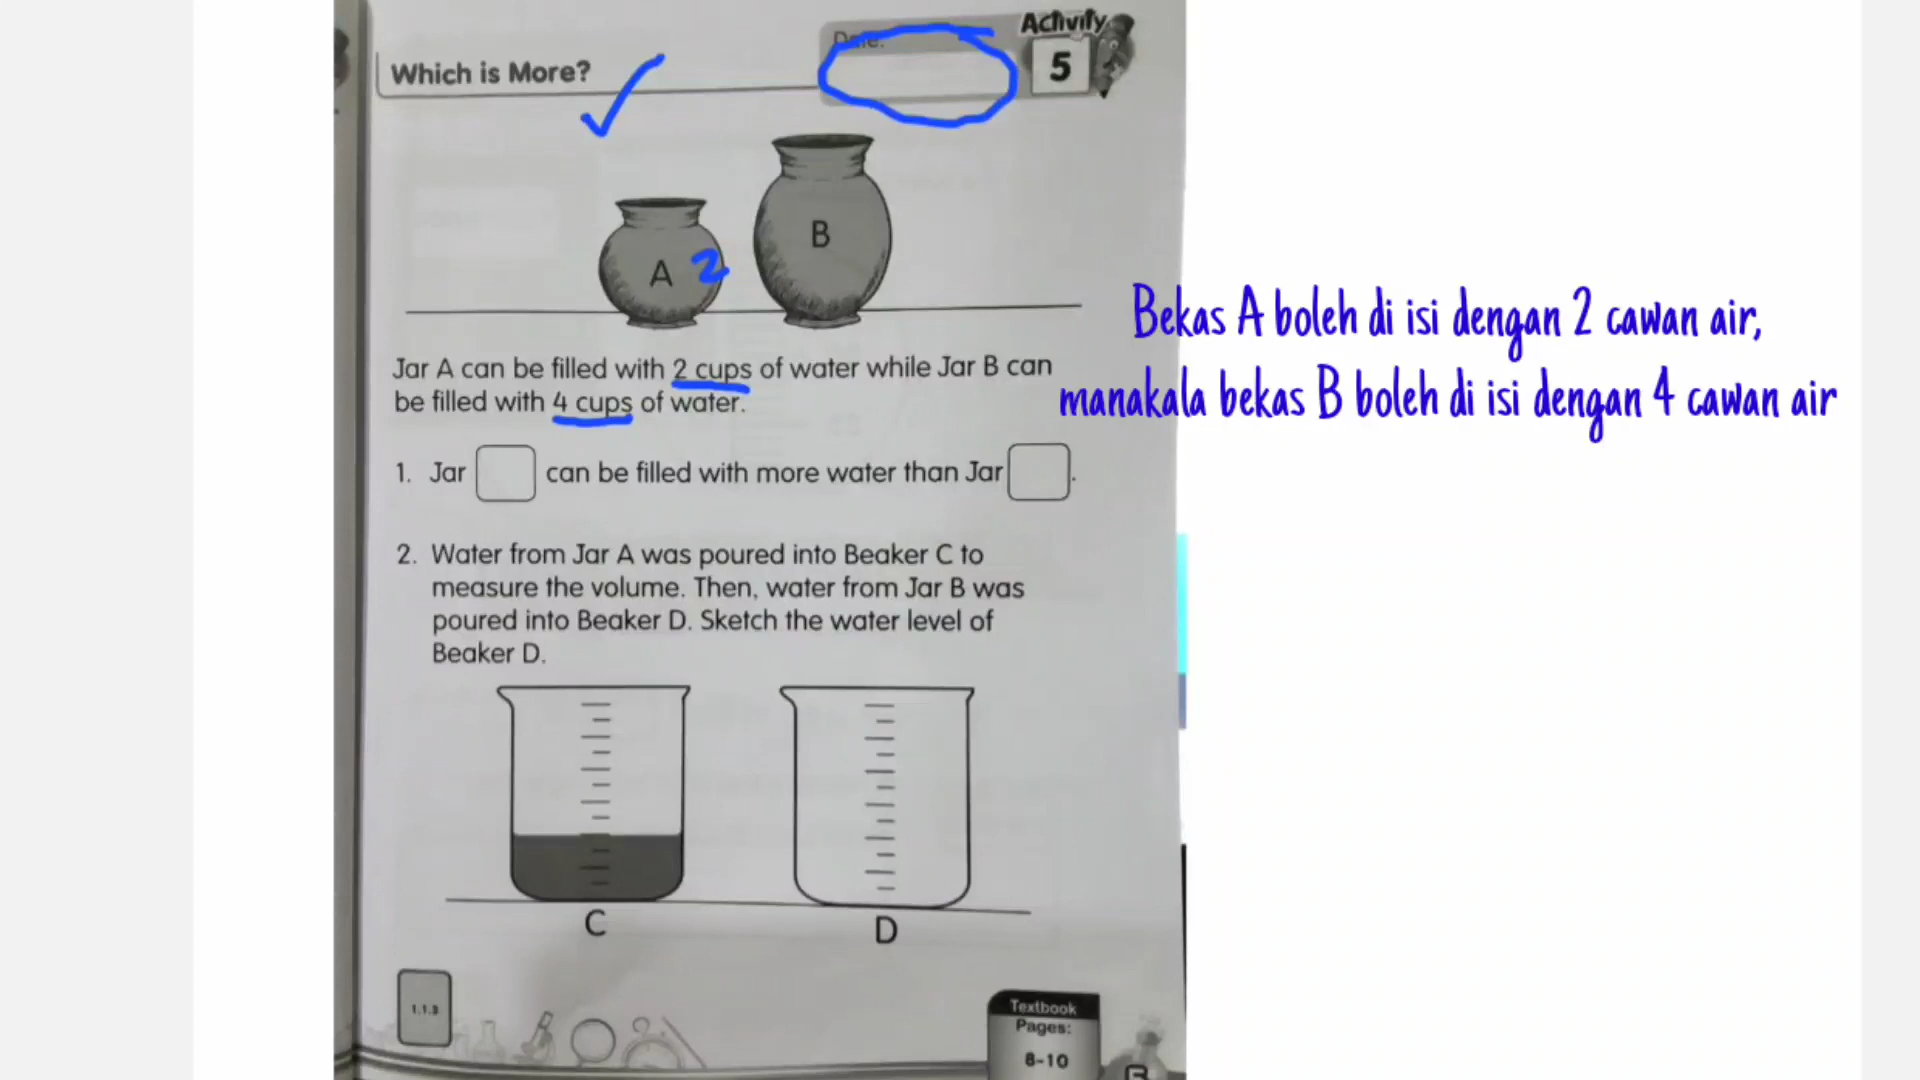 Activity
Date:
Which is More?
5
B
A 2
Jar A can be filled with 2 cups of water while Jar B can
be filled with 4 cups of water.
Bekas A boleh di isi dengan 2 cawan air,
manakala bekas B boleh di isi dengan 4 cawan air
1. Jar can be filled with more water than Jar .
2. Water from Jar A was poured into Beaker C to
measure the volume. Then, water from Jar B was
poured into Beaker D. Sketch the water level of
Beaker D.
C D
1.1.3
Textbook
Pages:
8-10